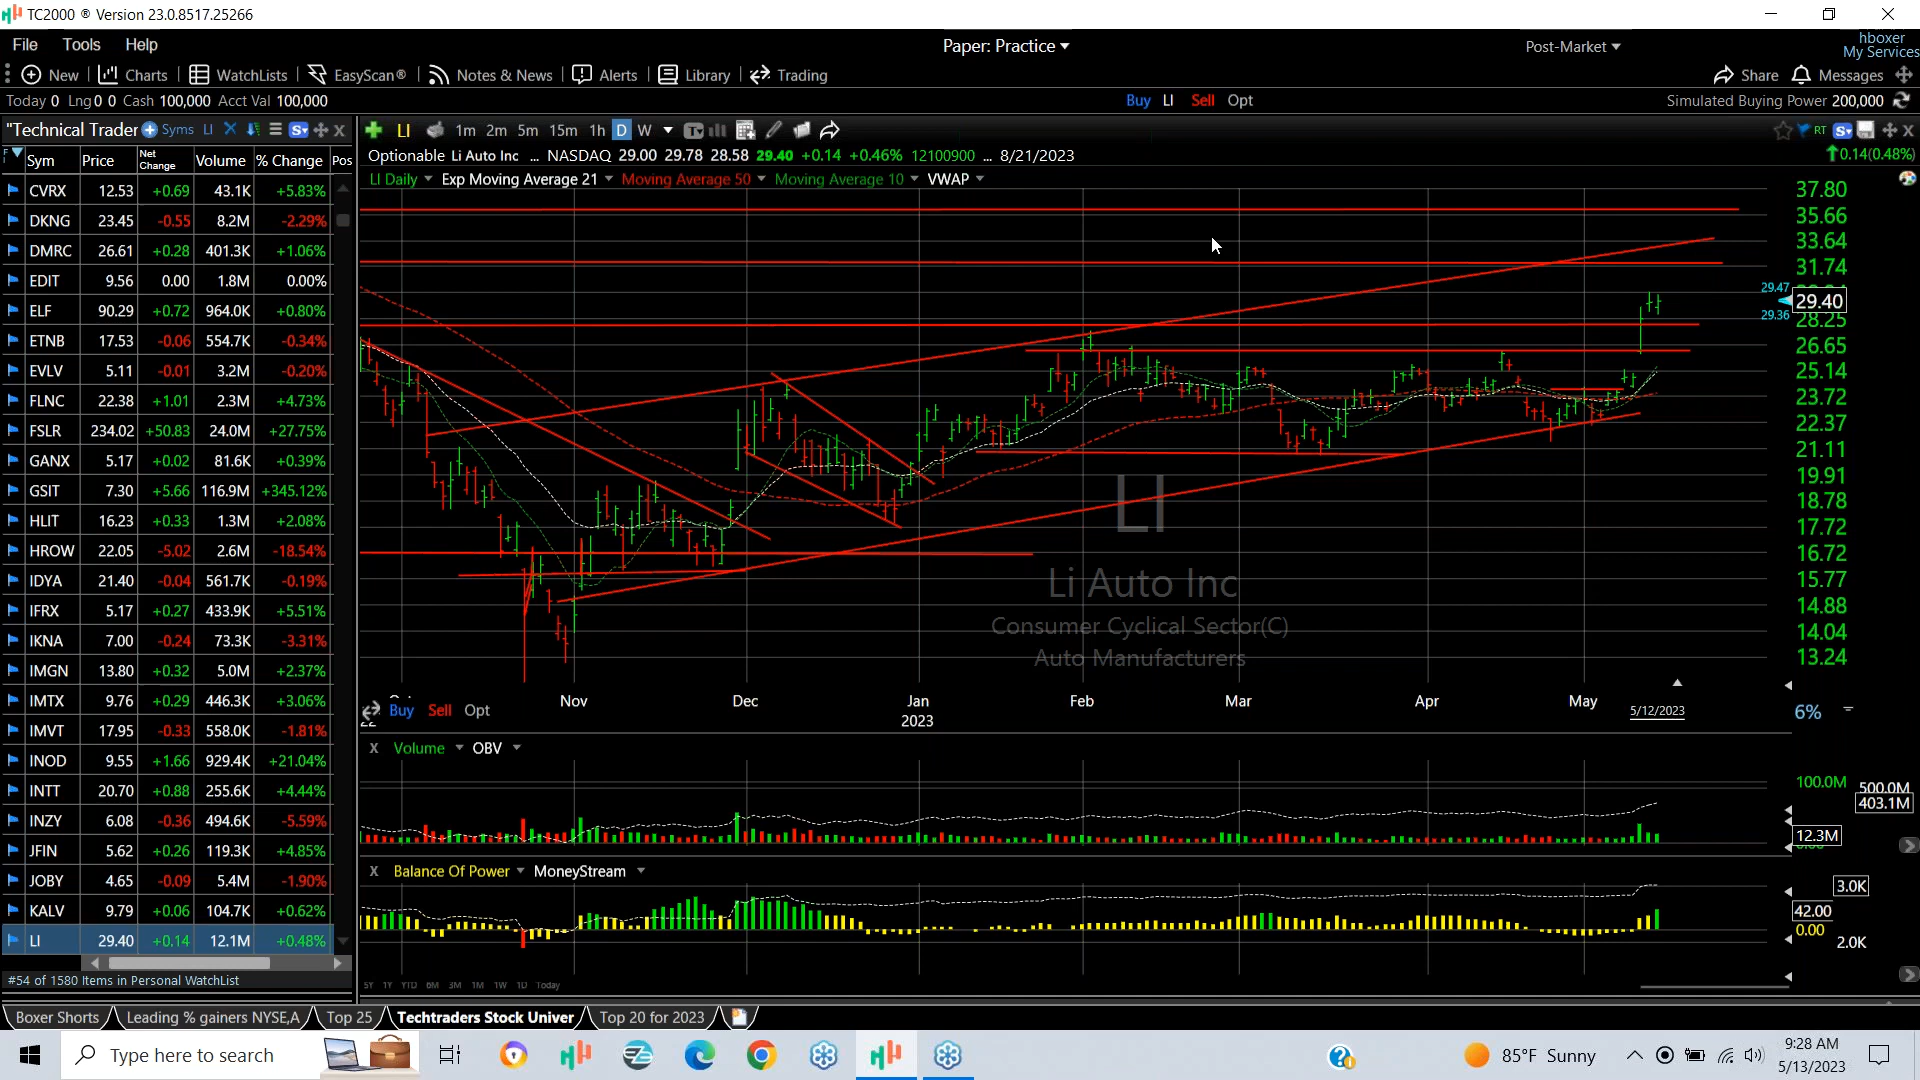 TC2000 ® Version 23.0.8517.25266
File Tools Help
Paper: Practice
Post-Market
hboxer
My Services
New Charts WatchLists EasyScan® Notes & News Alerts Library Trading
Share Messages
Today 0 Lng 0 0 Cash 100,000 Acct Val 100,000
Buy LI Sell Opt
Simulated Buying Power 200,000
"Technical Trader Syms LI
LI 1m 2m 5m 15m 1h D W
RT
Optionable Li Auto Inc ... NASDAQ 29.00 29.78 28.58 29.40 +0.14 +0.46% 12100900 ... 8/21/2023
0.14(0.48%)
LI Daily Exp Moving Average 21 Moving Average 50 Moving Average 10 VWAP
Sym Price Net Change Volume % Change Pos
CVRX 12.53 +0.69 43.1K +5.83%
DKNG 23.45 -0.55 8.2M -2.29%
DMRC 26.61 +0.28 401.3K +1.06%
EDIT 9.56 0.00 1.8M 0.00%
ELF 90.29 +0.72 964.0K +0.80%
ETNB 17.53 -0.06 554.7K -0.34%
EVLV 5.11 -0.01 3.2M -0.20%
FLNC 22.38 +1.01 2.3M +4.73%
FSLR 234.02 +50.83 24.0M +27.75%
GANX 5.17 +0.02 81.6K +0.39%
GSIT 7.30 +5.66 116.9M +345.12%
HLIT 16.23 +0.33 1.3M +2.08%
HROW 22.05 -5.02 2.6M -18.54%
IDYA 21.40 -0.04 561.7K -0.19%
IFRX 5.17 +0.27 433.9K +5.51%
IKNA 7.00 -0.24 73.3K -3.31%
IMGN 13.80 +0.32 5.0M +2.37%
IMTX 9.76 +0.29 446.3K +3.06%
IMVT 17.95 -0.33 558.0K -1.81%
INOD 9.55 +1.66 929.4K +21.04%
INTT 20.70 +0.88 255.6K +4.44%
INZY 6.08 -0.36 494.6K -5.59%
JFIN 5.62 +0.26 119.3K +4.85%
JOBY 4.65 -0.09 5.4M -1.90%
KALV 9.79 +0.06 104.7K +0.62%
LI 29.40 +0.14 12.1M +0.48%
#54 of 1580 Items in Personal WatchList
37.80
35.66
33.64
31.74
29.47
29.40
29.36
28.25
26.65
25.14
23.72
22.37
21.11
19.91
18.78
17.72
16.72
15.77
14.88
14.04
13.24
LI
Li Auto Inc
Consumer Cyclical Sector(C)
Auto Manufacturers
Nov Dec Jan Feb Mar Apr May
2023
5/12/2023
6%
Buy Sell Opt
X Volume OBV
100.0M
500.0M
403.1M
12.3M
X Balance Of Power MoneyStream
3.0K
42.00
0.00
2.0K
5Y 1Y YTD 6M 3M 1M 1W 1D Today
Boxer Shorts Leading % gainers NYSE,A Top 25 Techtraders Stock Univer Top 20 for 2023
Type here to search
85°F Sunny
9:28 AM
5/13/2023